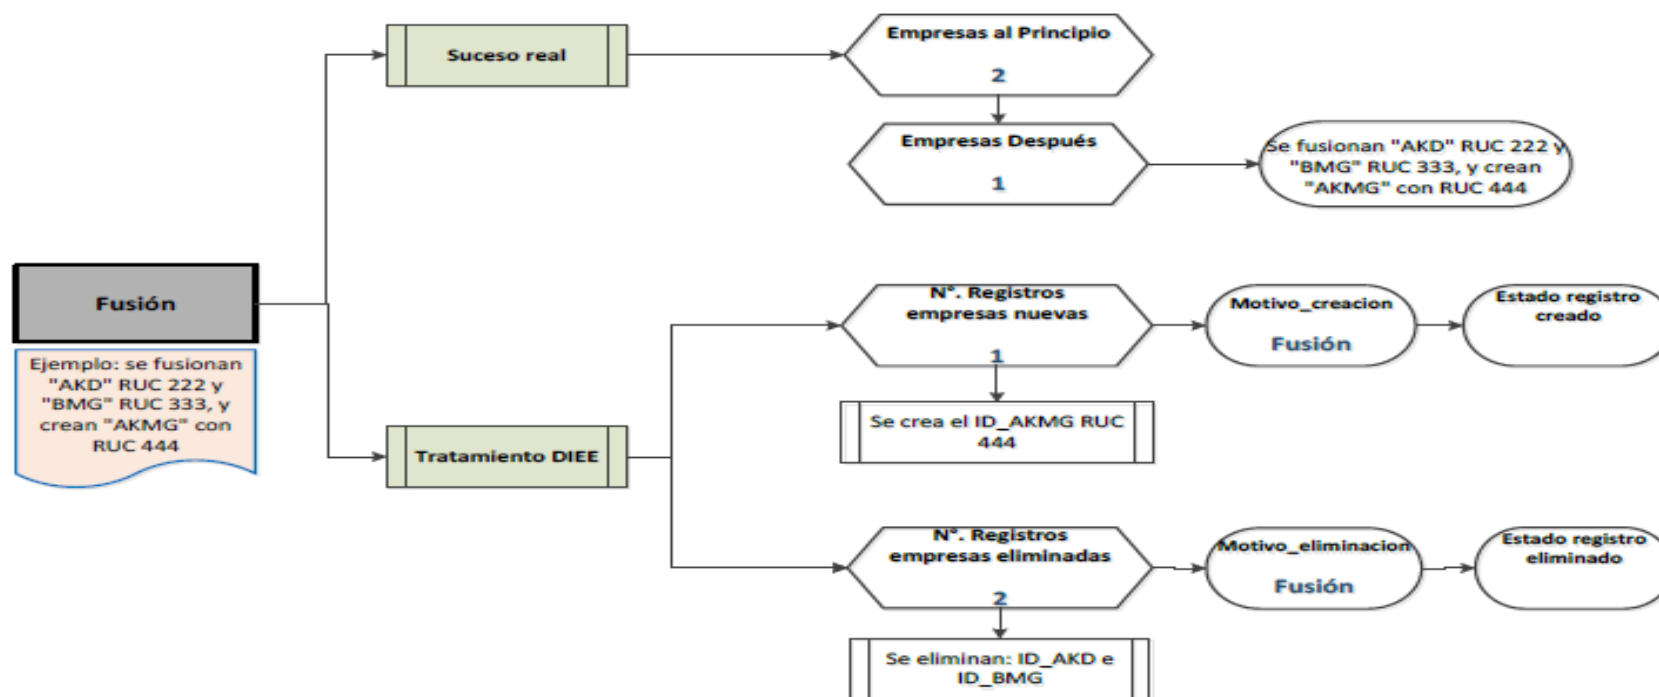 Suceso real
Empresas al Principio
2
Empresas Después
1
Se fusionan "AKD" RUC 222 y
"BMG" RUC 333, y crean
"AKMG" con RUC 444
Fusión
Ejemplo: se fusionan
"AKD" RUC 222 y
"BMG" RUC 333, y
crean "AKMG" con
RUC 444
Tratamiento DIEE
N°. Registros
empresas nuevas
1
Motivo_creacion
Fusión
Estado registro
creado
Se crea el ID_AKMG RUC
444
N°. Registros
empresas eliminadas
2
Motivo_eliminacion
Fusión
Estado registro
eliminado
Se eliminan: ID_AKD e
ID_BMG